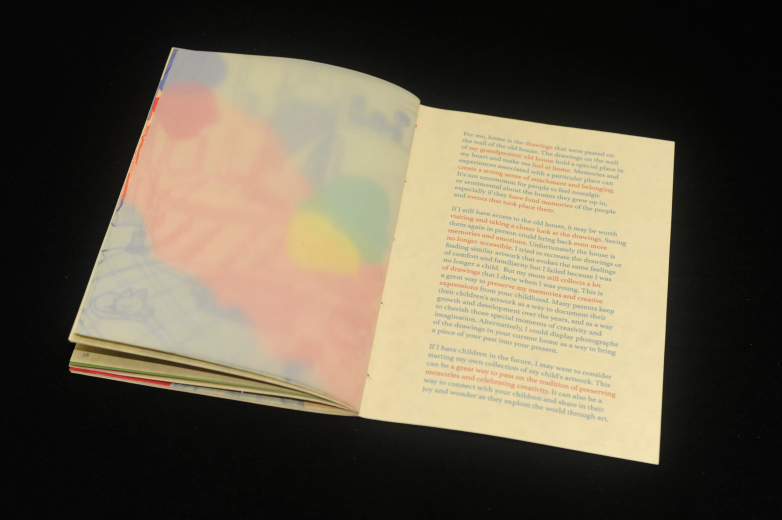 For me, house is the drawings that were pasted on
the wall of the old house. The drawings on the wall
of my grandparents' old house hold a special place in
my heart and make me feel at home. Memories and
experiences associated with a particular place can
create a strong sense of attachment and belonging.
It's not uncommon for people to feel nostalgic
or sentimental about the homes they grew up in,
especially if they have fond memories of the people
and events that took place there.
If I still have access to the old house, it may be worth
visiting and taking a closer look at the drawings. Seeing
them again in person could bring back even more
memories and emotions. Unfortunately the house is
no longer accessible. I tried to recreate the drawings or
finding similar artwork that evokes the same feelings
of comfort and familiarity but I failed because I was
no longer a child. But my mom still collects a lot
of drawings that I drew when I was young. This is
a great way to preserve my memories and creative
expressions from your childhood. Many parents keep
their children's artwork as a way to document their
growth and development over the years, and as a way
to cherish those special moments of creativity and
imagination. Alternatively, I could display photographs
of the drawings in your current home as a way to bring
a piece of your past into your present.
If I have children in the future, I may want to consider
starting my own collection of my child's artwork. This
can be a great way to pass on the tradition of preserving
memories and celebrating creativity. It can also be a
way to connect with your children and share in their
joy and wonder as they explore the world through art.